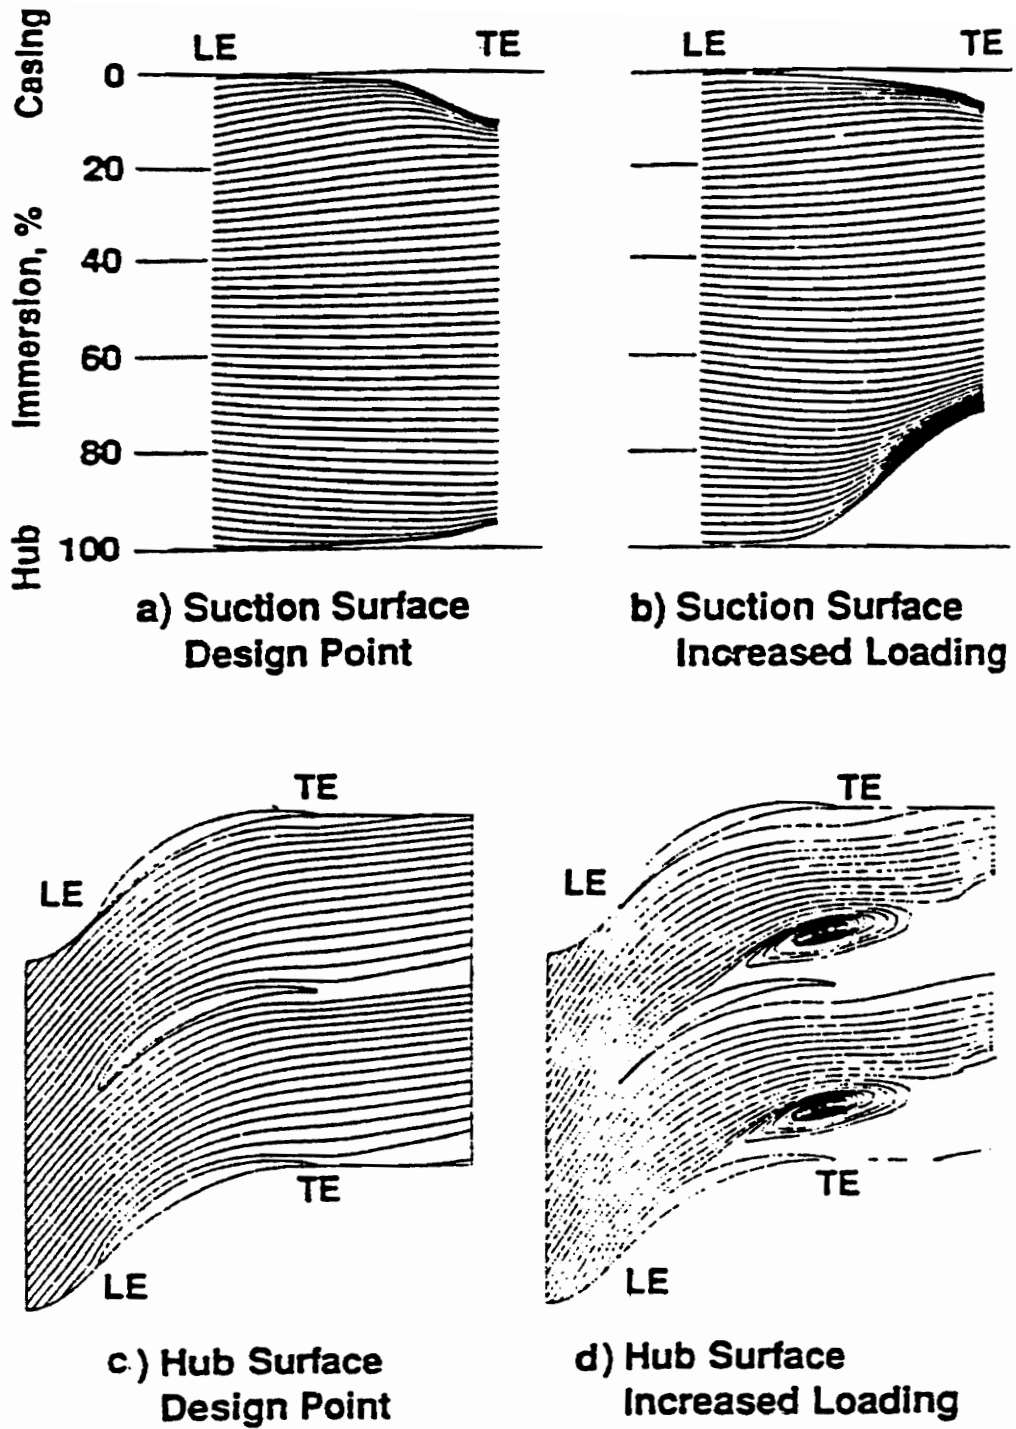 Casing
LE
TE
LE
TE
0
20
40
60
80
100
Immersion, %
Hub
a) Suction Surface
Design Point
b) Suction Surface
Increased Loading
TE
LE
TE
LE
TE
LE
TE
LE
c) Hub Surface
Design Point
d) Hub Surface
Increased Loading